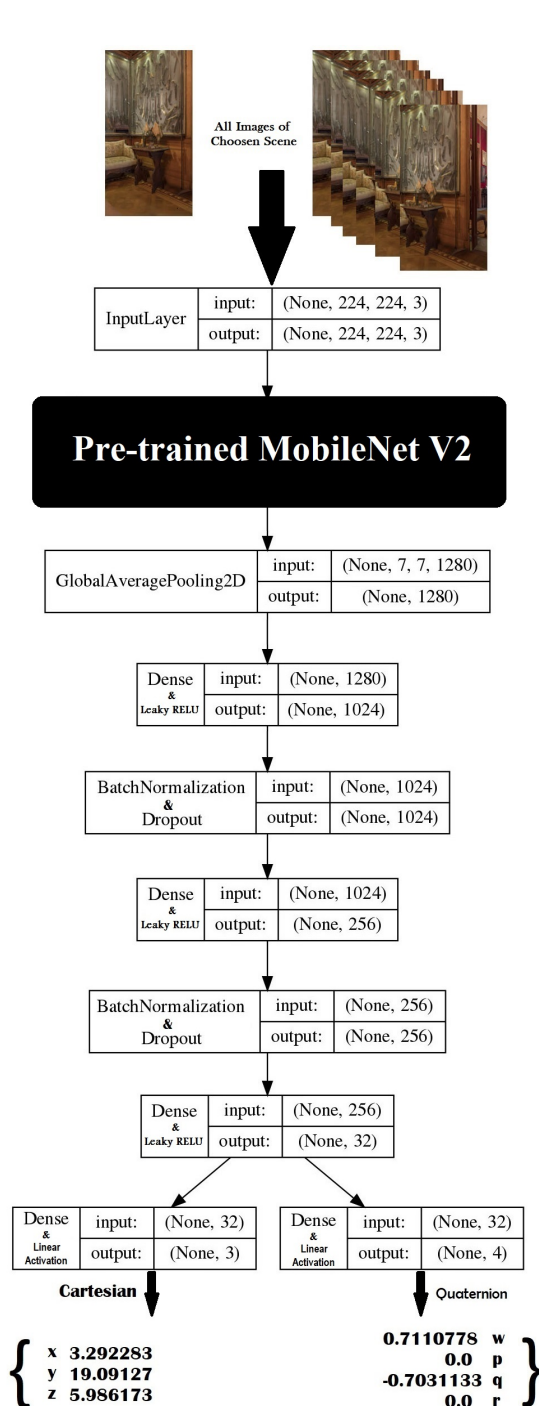 All Images of
Choosen Scene
InputLayer
input: (None, 224, 224, 3)
output: (None, 224, 224, 3)
Pre-trained MobileNet V2
GlobalAveragePooling2D
input: (None, 7, 7, 1280)
output: (None, 1280)
Dense
&
Leaky RELU
input: (None, 1280)
output: (None, 1024)
BatchNormalization
&
Dropout
input: (None, 1024)
output: (None, 1024)
Dense
&
Leaky RELU
input: (None, 1024)
output: (None, 256)
BatchNormalization
&
Dropout
input: (None, 256)
output: (None, 256)
Dense
&
Leaky RELU
input: (None, 256)
output: (None, 32)
Dense
&
Linear
Activation
input: (None, 32)
output: (None, 3)
Dense
&
Linear
Activation
input: (None, 32)
output: (None, 4)
Cartesian
{
x 3.292283
y 19.09127
z 5.986173
Quaternion
0.7110778 w
0.0 p
-0.7031133 q
0.0 r
}